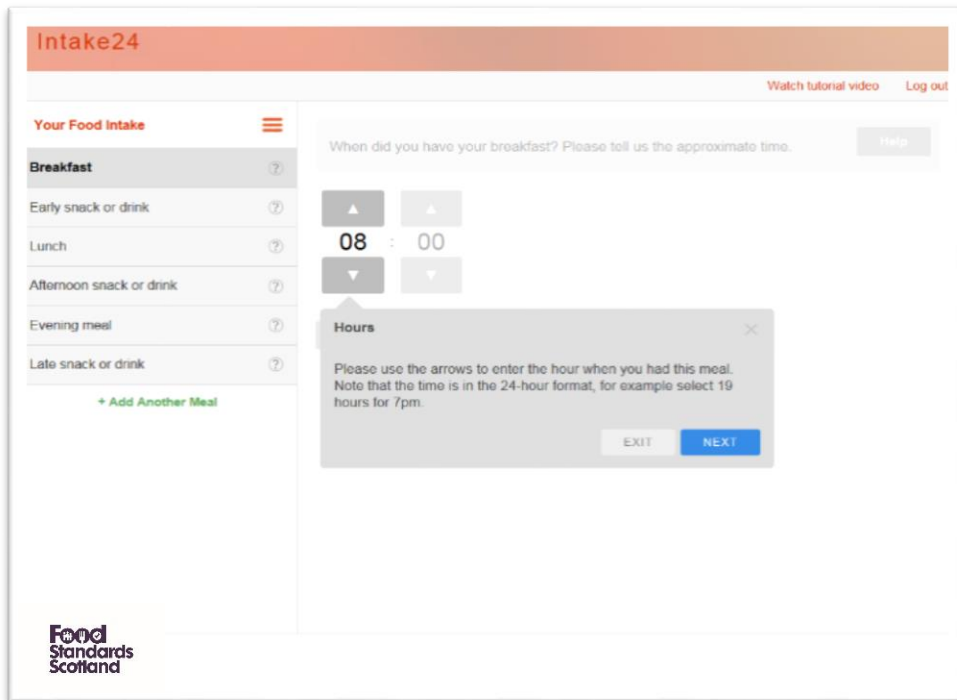 Intake24
Watch tutorial video Log out
Your Food Intake
Breakfast ?
Early snack or drink ?
Lunch ?
Afternoon snack or drink ?
Evening meal ?
Late snack or drink ?
+ Add Another Meal
When did you have your breakfast? Please tell us the approximate time.
Help
08 : 00
Hours
Please use the arrows to enter the hour when you had this meal.
Note that the time is in the 24-hour format, for example select 19
hours for 7pm.
EXIT NEXT
Food
Standards
Scotland